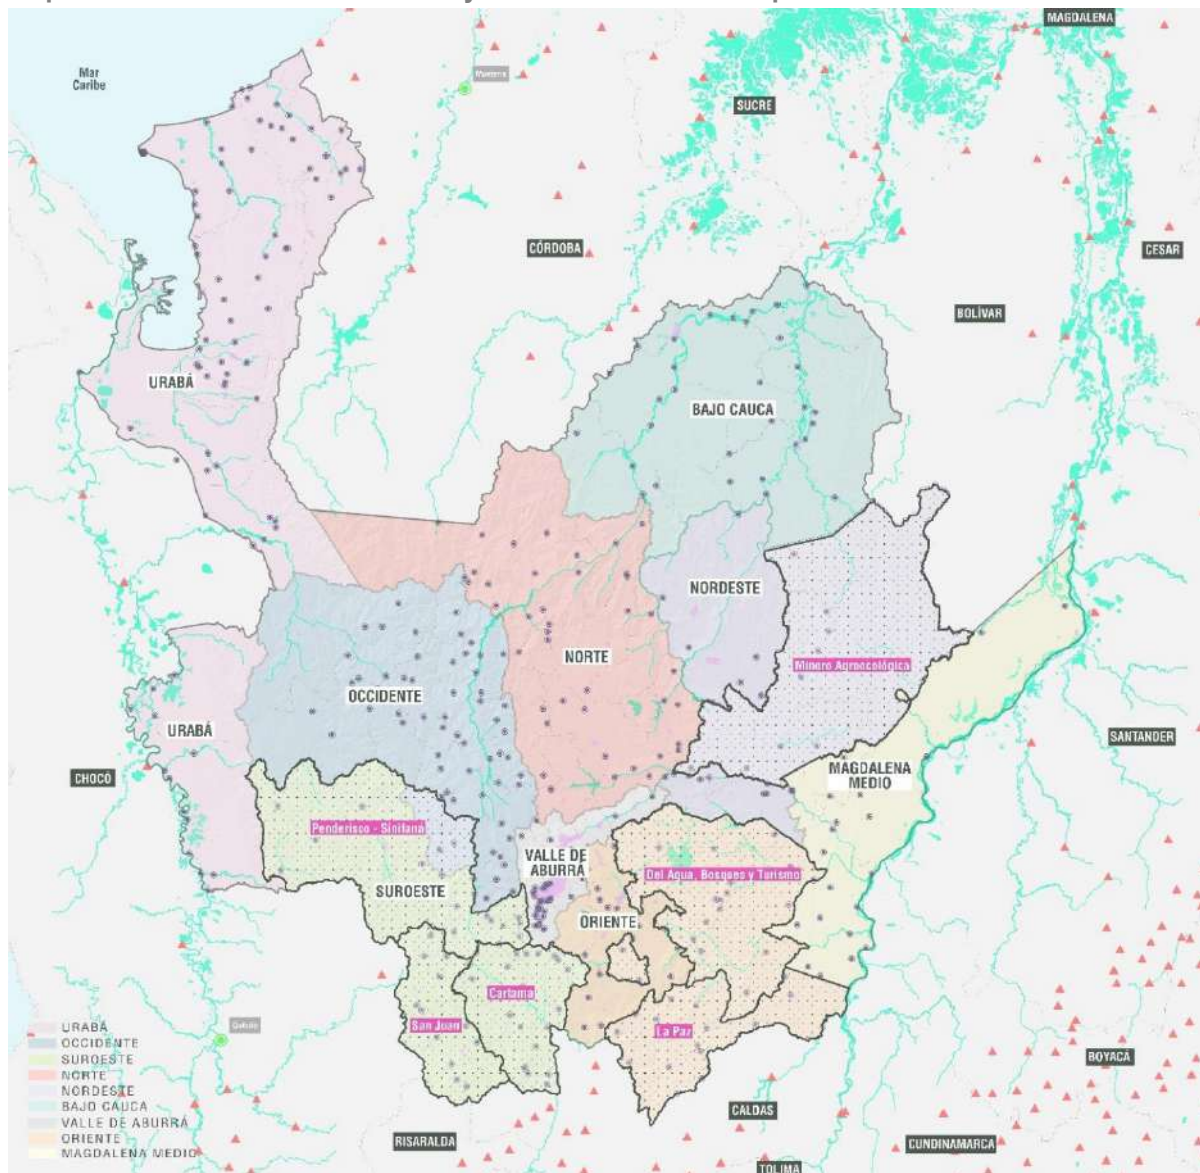 MAGDALENA
Mar
Caribe
Montería
SUCRE
CÓRDOBA
CESAR
BOLÍVAR
URABÁ
BAJO CAUCA
NORDESTE
NORTE
Minero Agroecológica
OCCIDENTE
URABÁ
SANTANDER
CHOCÓ
MAGDALENA
MEDIO
Penderisco - Sinifaná
VALLE DE
ABURRÁ
Del Agua, Bosques y Turismo
SUROESTE
ORIENTE
Cartama
San Juan
La Paz
Quibdó
URABÁ
OCCIDENTE
SUROESTE
NORTE
NORDESTE
BAJO CAUCA
VALLE DE ABURRÁ
ORIENTE
MAGDALENA MEDIO
BOYACÁ
CALDAS
RISARALDA
CUNDINAMARCA
TOLIMA